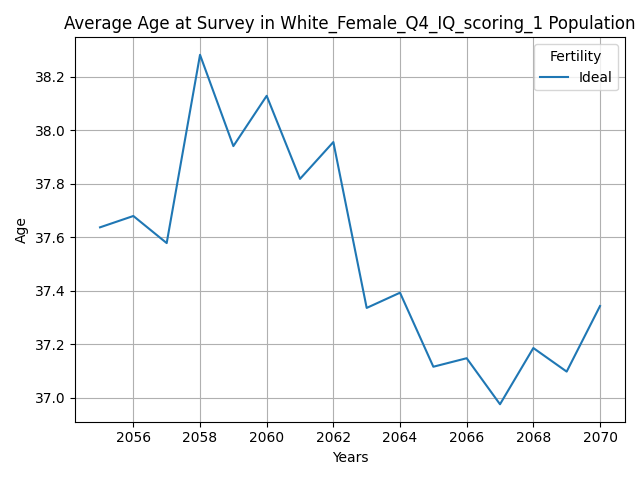 Average Age at Survey in White_Female_Q4_IQ_scoring_1 Population
Fertility
Ideal
38.2
38.0
37.8
37.6
37.4
37.2
37.0
Age
2056 2058 2060 2062 2064 2066 2068 2070
Years